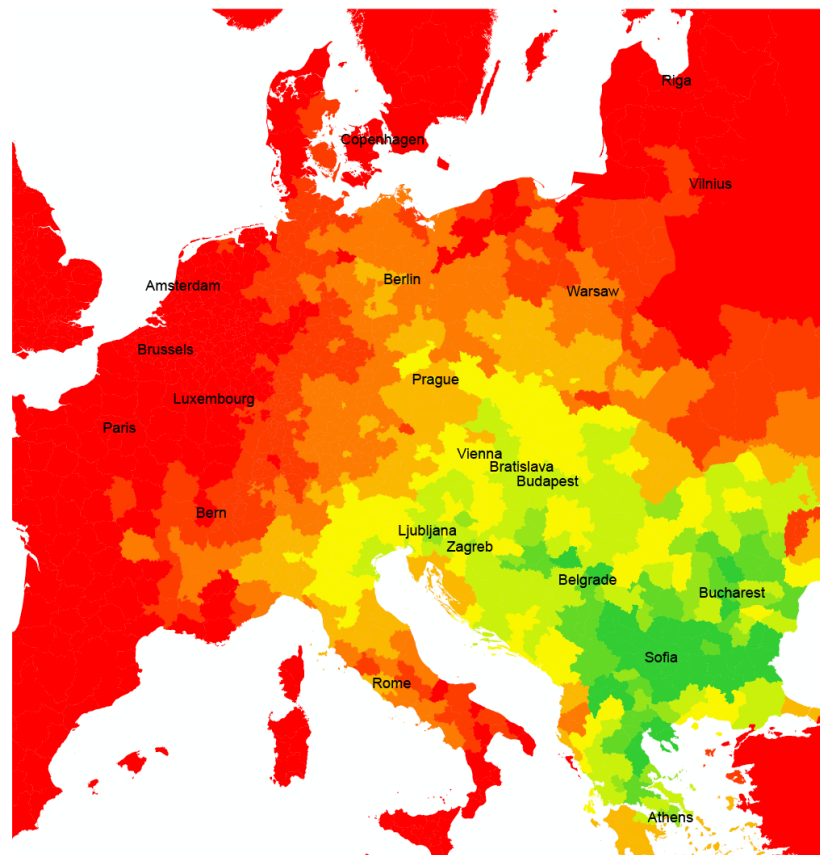 Riga
Copenhagen
Vilnius
Berlin
Amsterdam
Warsaw
Brussels
Prague
Luxembourg
Paris
Vienna
Bratislava
Budapest
Bern
Ljubljana
Zagreb
Belgrade
Bucharest
Sofia
Rome
Athens